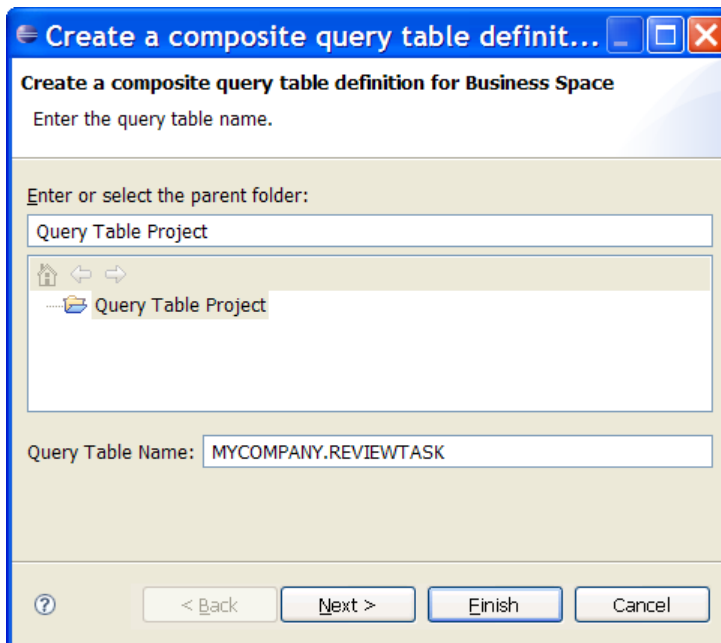 Create a composite query table definit...
Create a composite query table definition for Business Space
Enter the query table name.
Enter or select the parent folder:
Query Table Project
Query Table Project
Query Table Name: MYCOMPANY.REVIEWTASK
? < Back Next > Finish Cancel